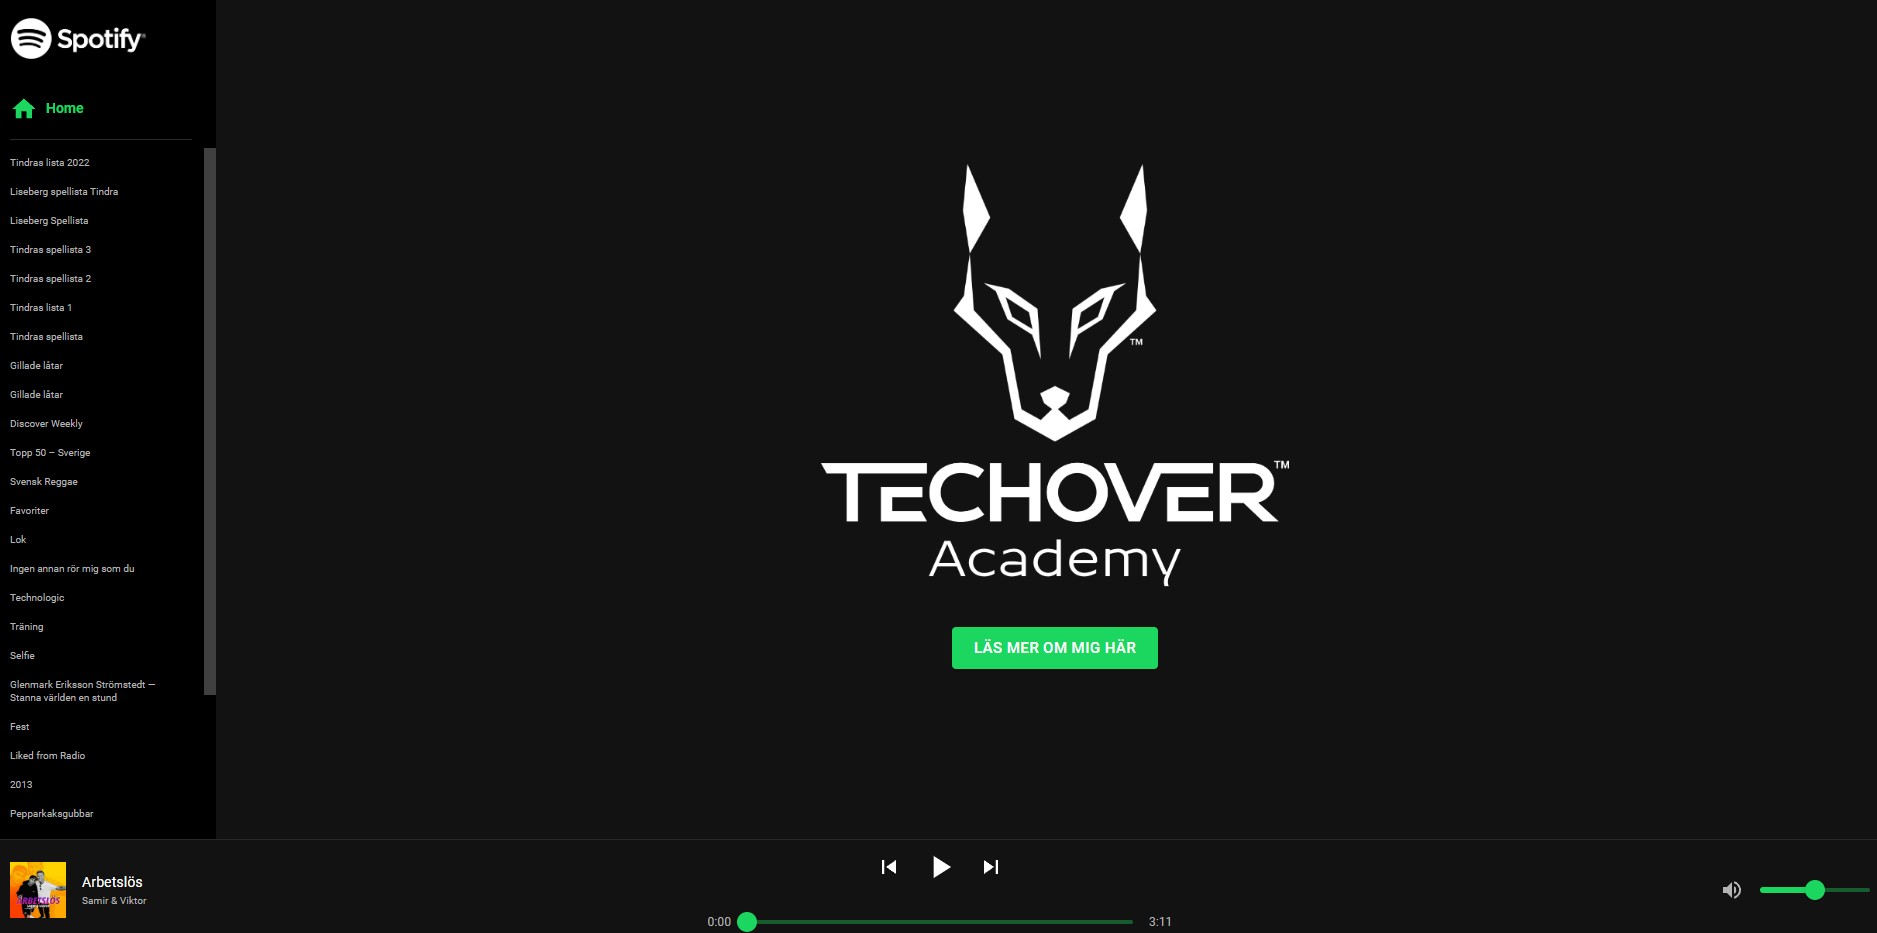 Spotify®
Home
Tindras lista 2022
Liseberg spellista Tindra
Liseberg Spellista
Tindras spellista 3
Tindras spellista 2
Tindras lista 1
Tindras spellista
Gillade låtar
Gillade låtar
Discover Weekly
Topp 50 – Sverige
Svensk Reggae
Favoriter
Lok
Ingen annan rör mig som du
Technologic
Träning
Selfie
Glenmark Eriksson Strömstedt —
Stanna världen en stund
Fest
Liked from Radio
2013
Pepparkaksgubbar
TM
TECHOVER™
Academy
LÄS MER OM MIG HÄR
ARBETSLÖS
Arbetslös
Samir & Viktor
0:00
3:11